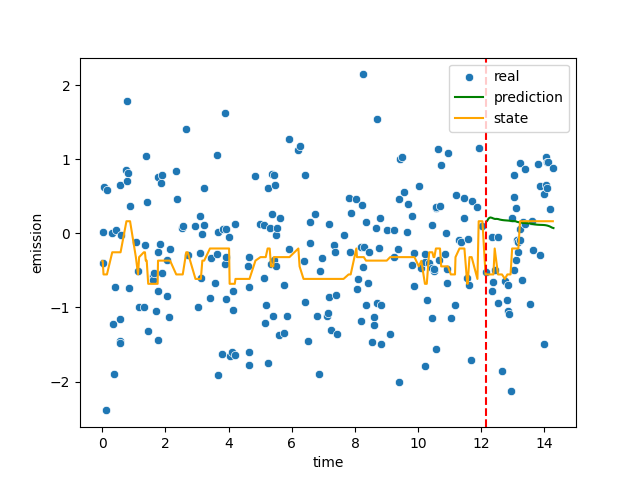 real
prediction
state
2
1
0
−1
−2
emission
0 2 4 6 8 10 12 14
time